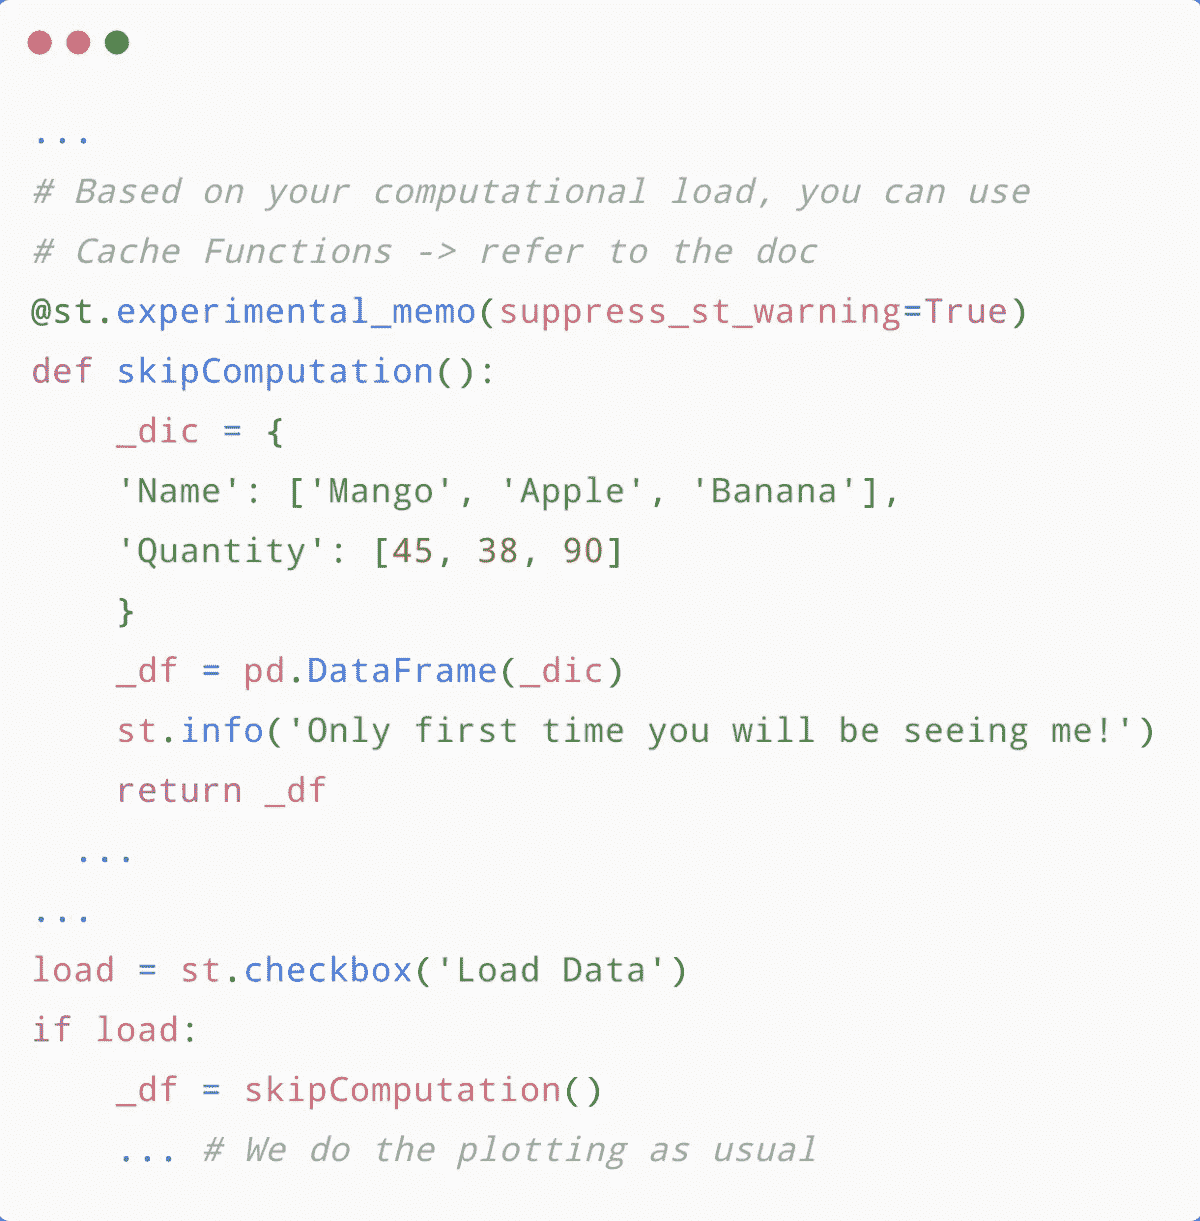 ...
# Based on your computational load, you can use
# Cache Functions -> refer to the doc
@st.experimental_memo(suppress_st_warning=True)
def skipComputation():
    _dic = {
    'Name': ['Mango', 'Apple', 'Banana'],
    'Quantity': [45, 38, 90]
    }
    _df = pd.DataFrame(_dic)
    st.info('Only first time you will be seeing me!')
    return _df
  ...
...
load = st.checkbox('Load Data')
if load:
    _df = skipComputation()
    ... # We do the plotting as usual